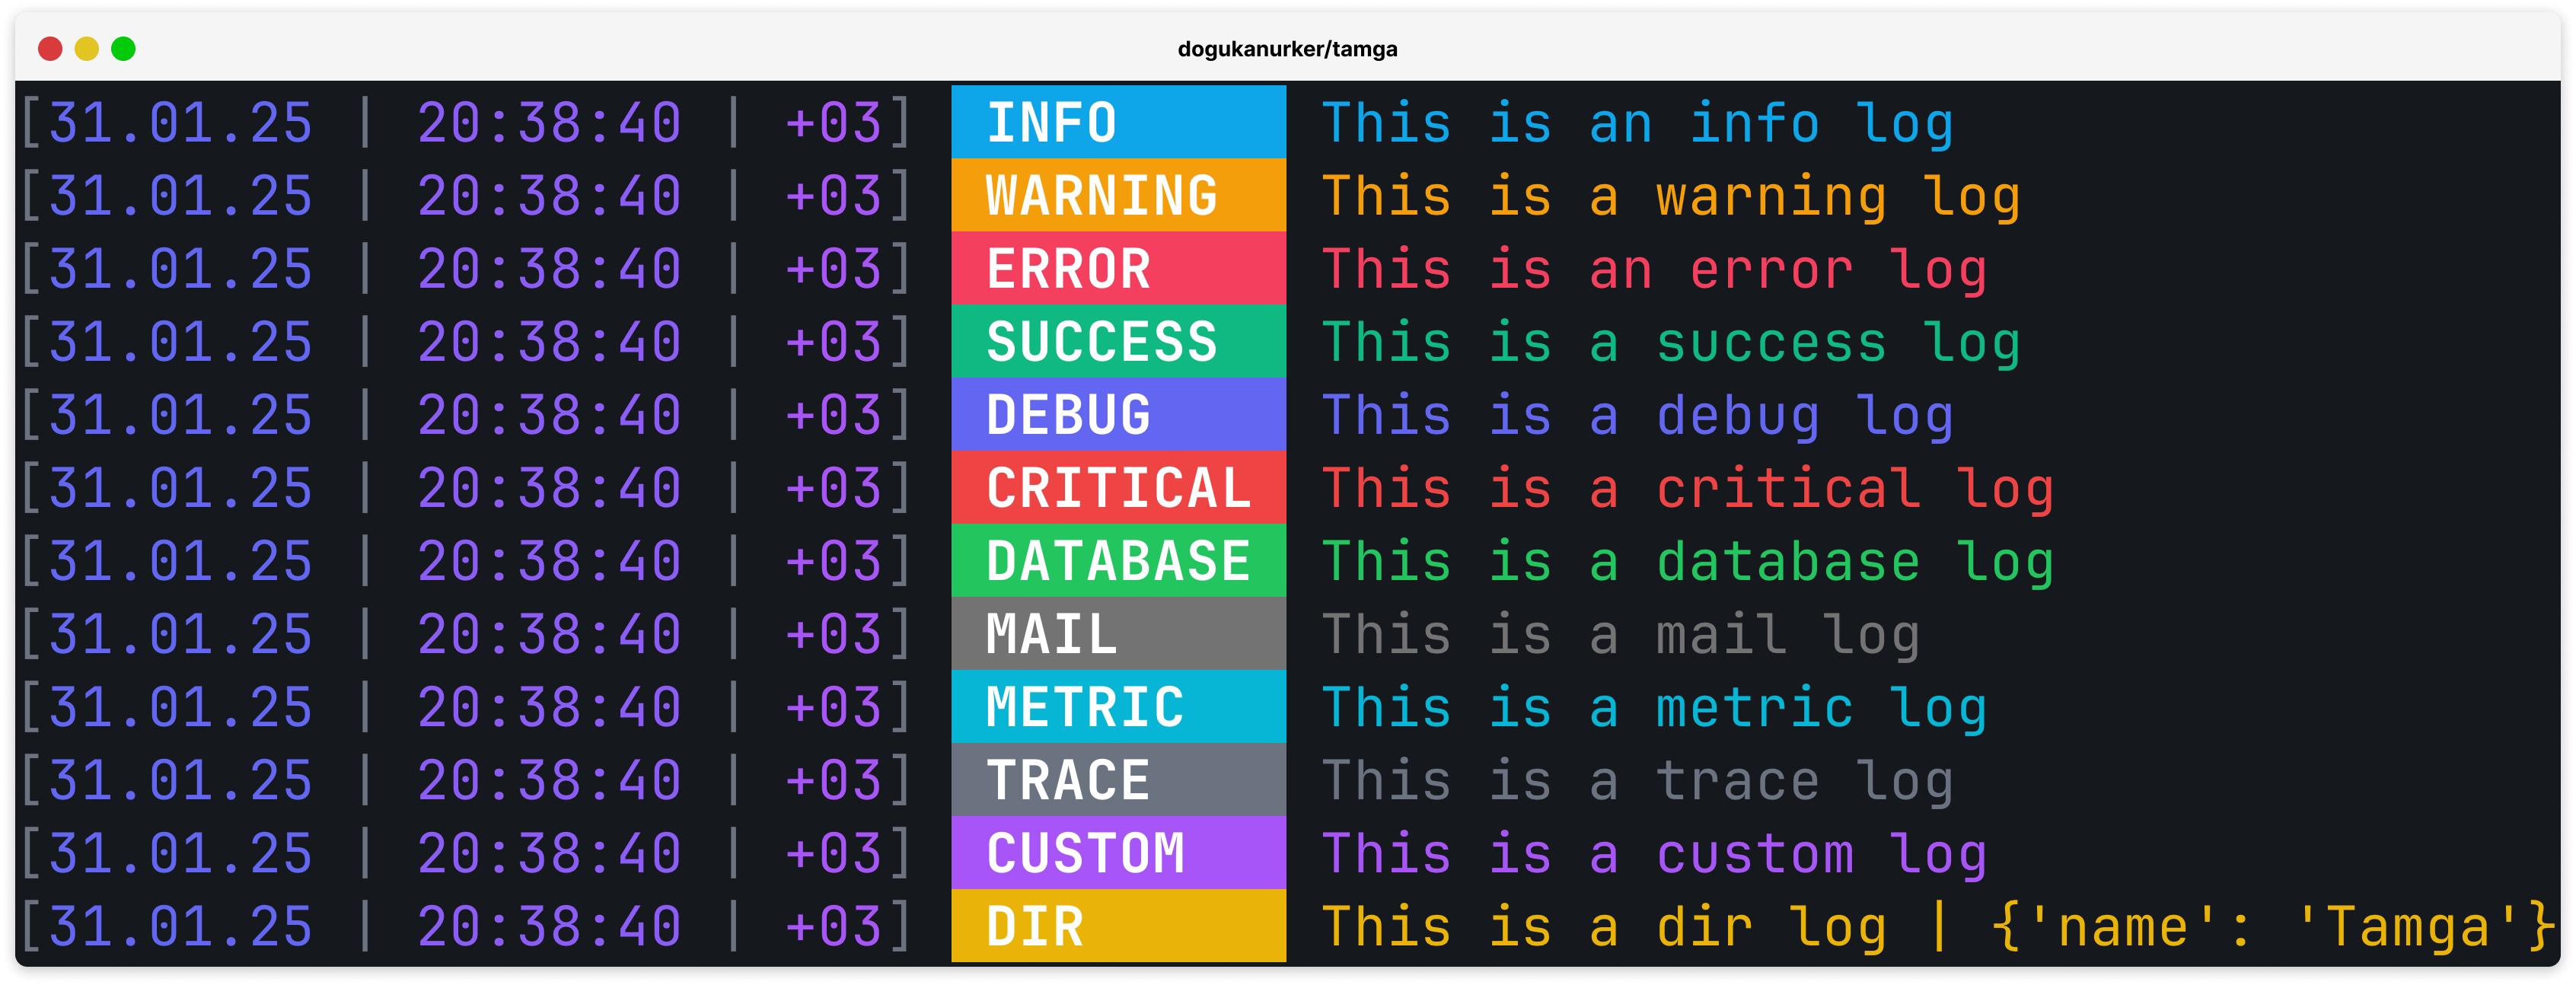 dogukanurker/tamga
[31.01.25 | 20:38:40 | +03] INFO This is an info log
[31.01.25 | 20:38:40 | +03] WARNING This is a warning log
[31.01.25 | 20:38:40 | +03] ERROR This is an error log
[31.01.25 | 20:38:40 | +03] SUCCESS This is a success log
[31.01.25 | 20:38:40 | +03] DEBUG This is a debug log
[31.01.25 | 20:38:40 | +03] CRITICAL This is a critical log
[31.01.25 | 20:38:40 | +03] DATABASE This is a database log
[31.01.25 | 20:38:40 | +03] MAIL This is a mail log
[31.01.25 | 20:38:40 | +03] METRIC This is a metric log
[31.01.25 | 20:38:40 | +03] TRACE This is a trace log
[31.01.25 | 20:38:40 | +03] CUSTOM This is a custom log
[31.01.25 | 20:38:40 | +03] DIR This is a dir log | {'name': 'Tamga'}